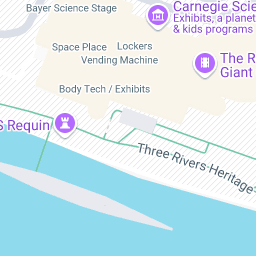 Bayer Science Stage
Carnegie Scie
Exhibits, a planet
& kids programs
Space Place
Lockers
Vending Machine
The R
Giant
Body Tech / Exhibits
S Requin
Three Rivers Heritage